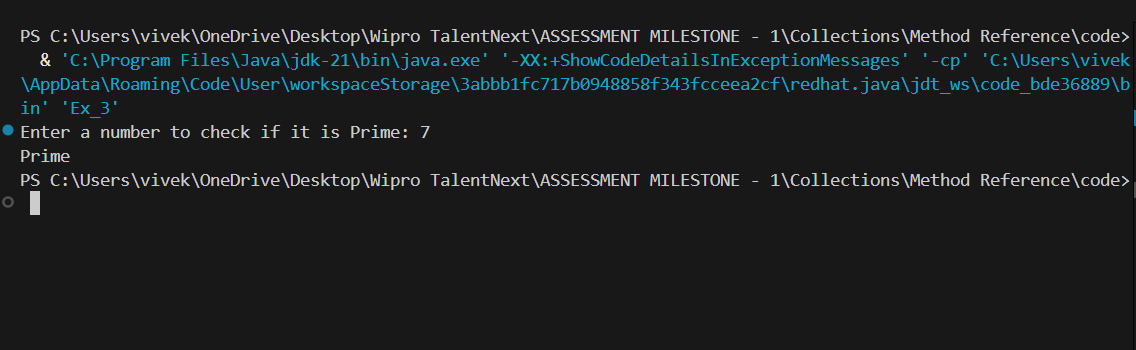 PS C:\Users\vivek\OneDrive\Desktop\Wipro TalentNext\ASSESSMENT MILESTONE - 1\Collections\Method Reference\code>
& 'C:\Program Files\Java\jdk-21\bin\java.exe' '-XX:+ShowCodeDetailsInExceptionMessages' '-cp' 'C:\Users\vivek
\AppData\Roaming\Code\User\workspaceStorage\3abbb1fc717b0948858f343fcceea2cf\redhat.java\jdt_ws\code_bde36889\b
in' 'Ex_3'
Enter a number to check if it is Prime: 7
Prime
PS C:\Users\vivek\OneDrive\Desktop\Wipro TalentNext\ASSESSMENT MILESTONE - 1\Collections\Method Reference\code>